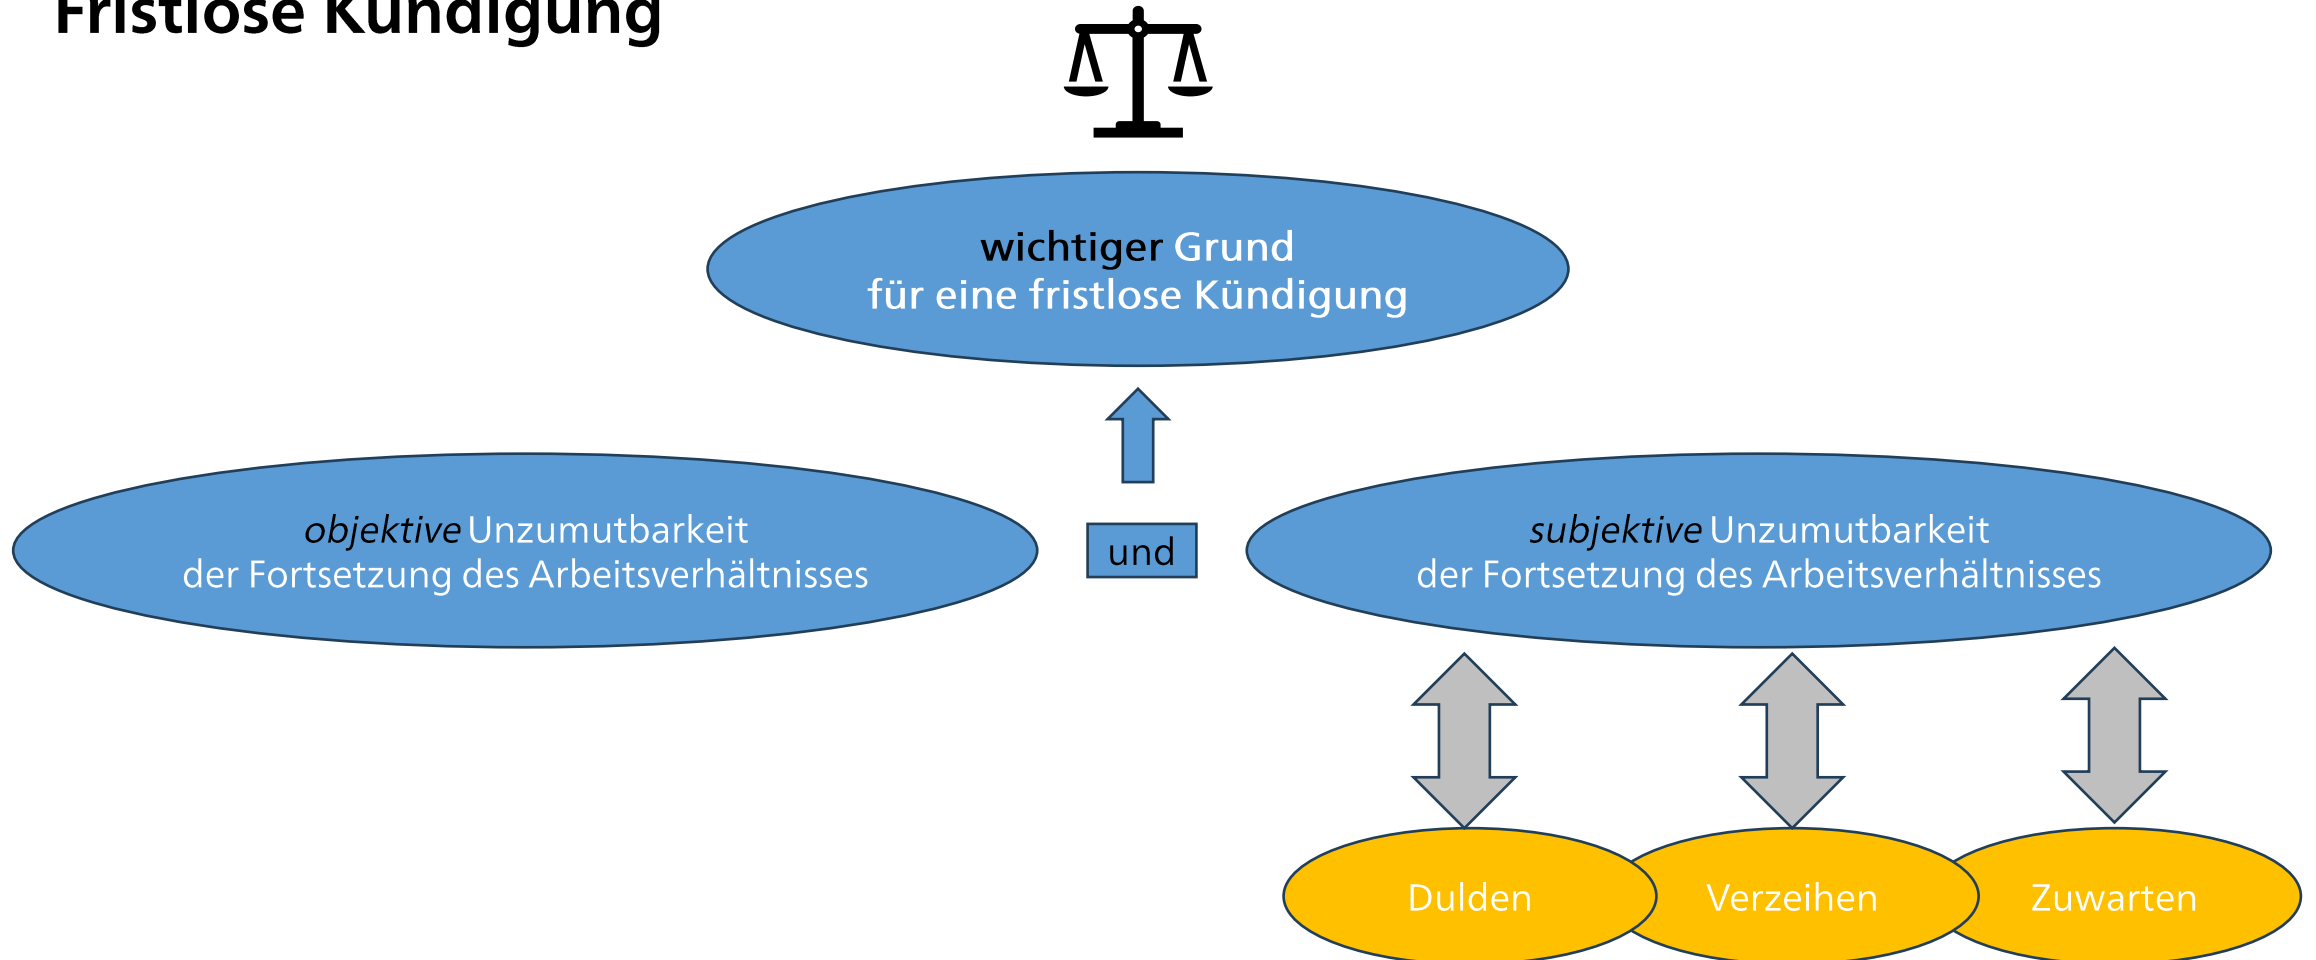 Fristlose Kündigung
wichtiger Grund
für eine fristlose Kündigung
objektive Unzumutbarkeit
der Fortsetzung des Arbeitsverhältnisses
und
subjektive Unzumutbarkeit
der Fortsetzung des Arbeitsverhältnisses
Dulden
Verzeihen
Zuwarten